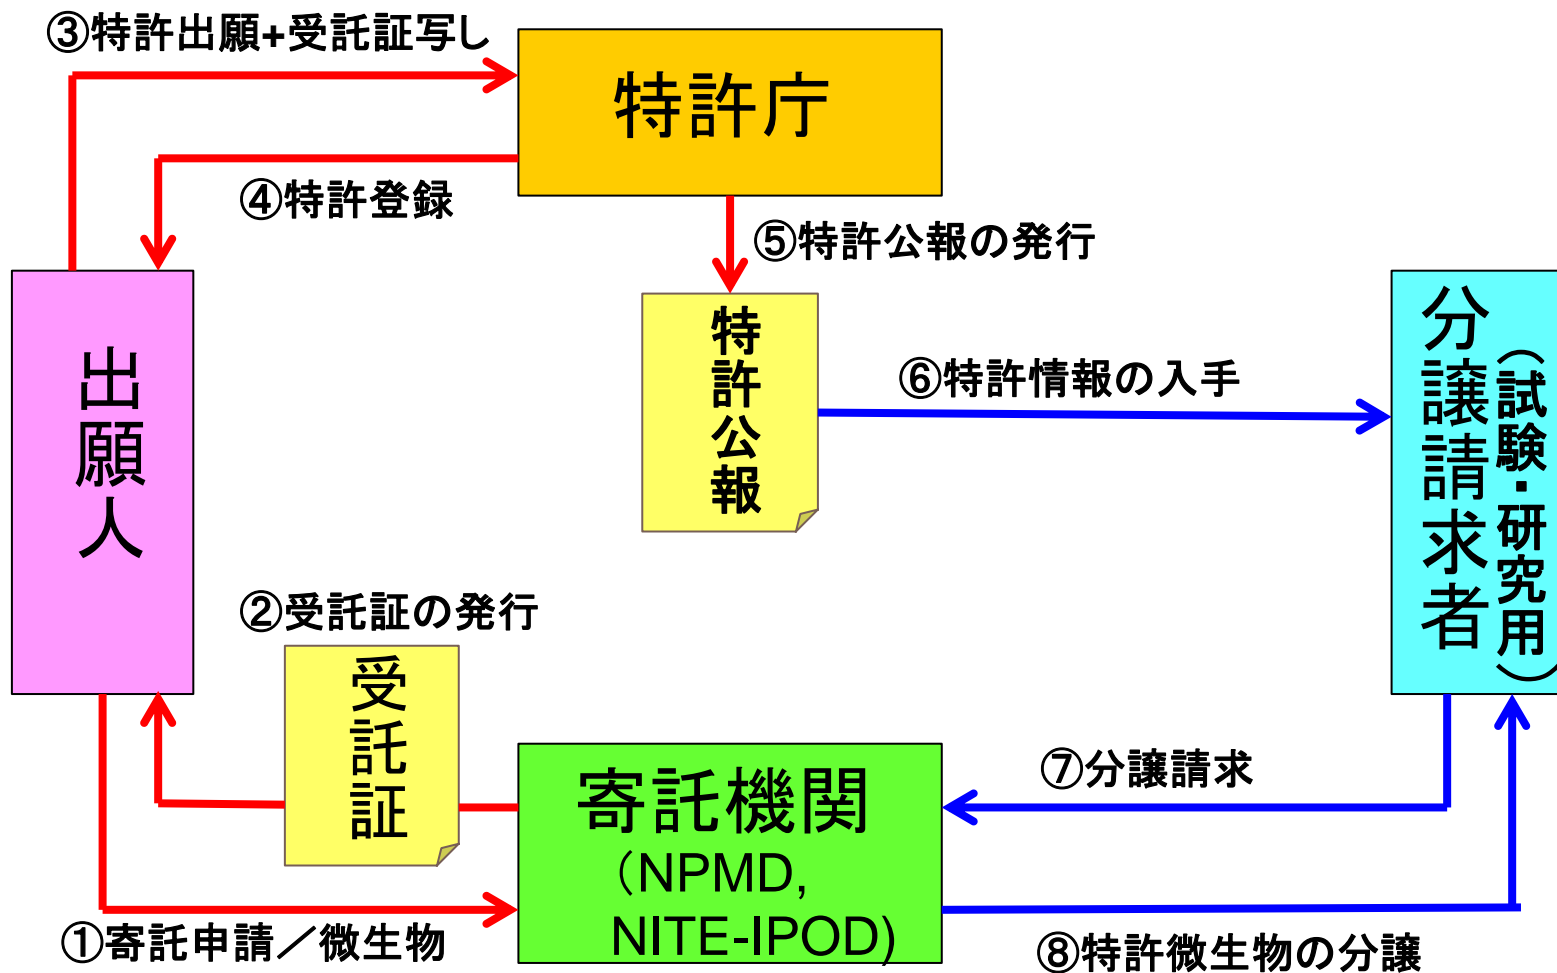 ③特許出願+受託証写し
特許庁
④特許登録
⑤特許公報の発行
特許公報
⑥特許情報の入手
出願人
分譲請求者
（試験・研究用）
②受託証の発行
受託証
寄託機関
（NPMD,
NITE-IPOD)
⑦分譲請求
①寄託申請／微生物
⑧特許微生物の分譲